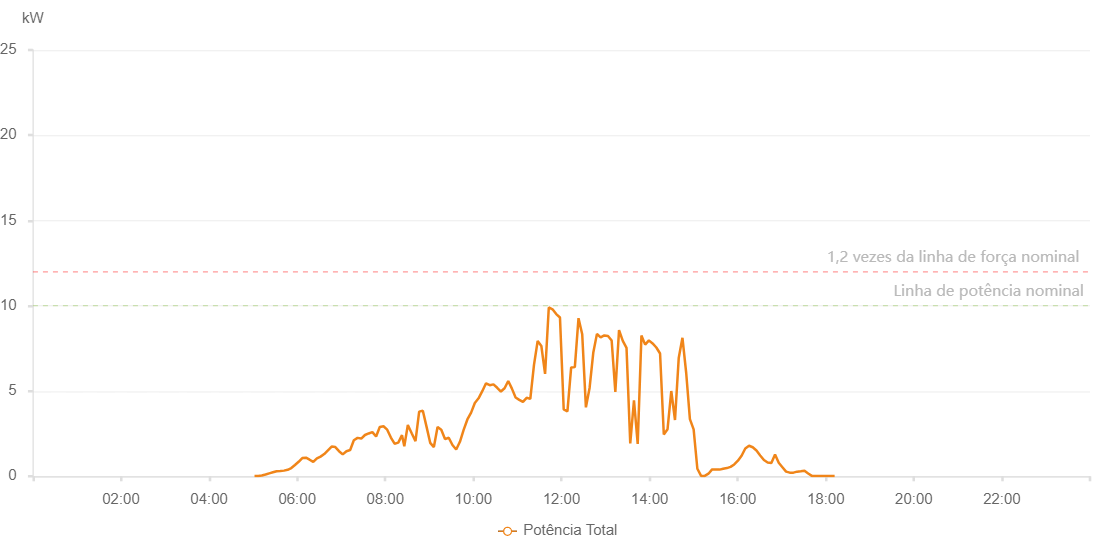 kW
25
20
15
1,2 vezes da linha de força nominal
Linha de potência nominal
10
5
0
02:00 04:00 06:00 08:00 10:00 12:00 14:00 16:00 18:00 20:00 22:00
Potência Total